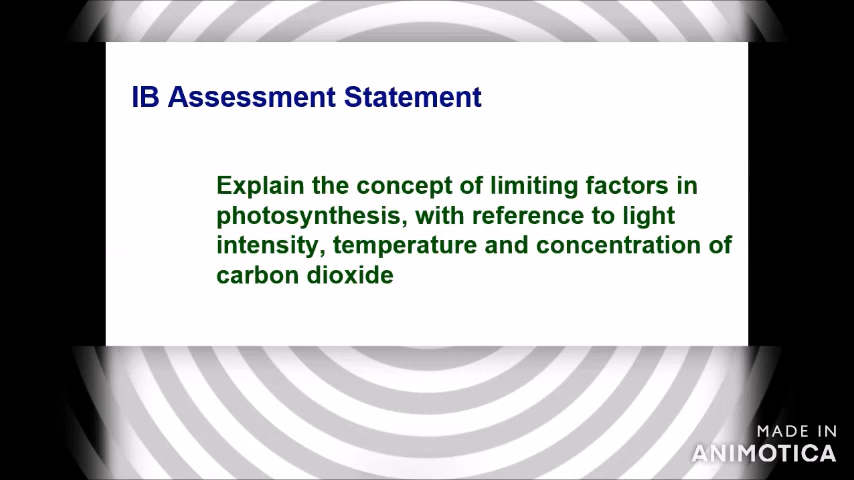 IB Assessment Statement
Explain the concept of limiting factors in
photosynthesis, with reference to light
intensity, temperature and concentration of
carbon dioxide
MADE IN
ANIMOTICA